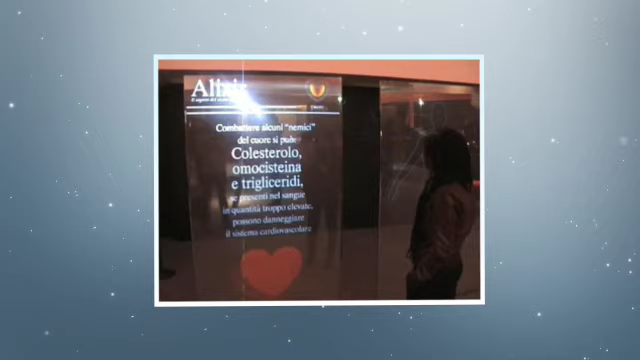 Alixir
Combattere alcuni "nemici"
del cuore si può:
Colesterolo,
omocisteina
e trigliceridi,
se presenti nel sangue
in quantità troppo elevate,
possono danneggiare
il sistema cardiovascolare